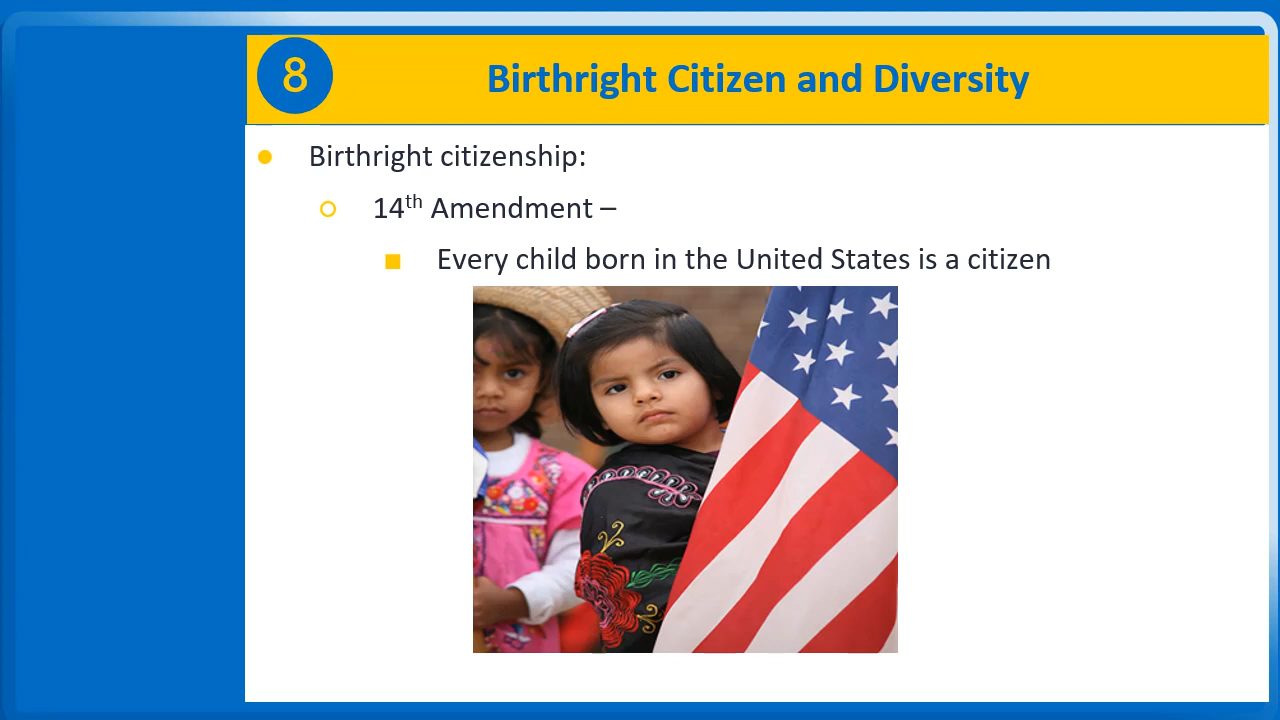 8
Birthright Citizen and Diversity
Birthright citizenship:
14th Amendment –
Every child born in the United States is a citizen